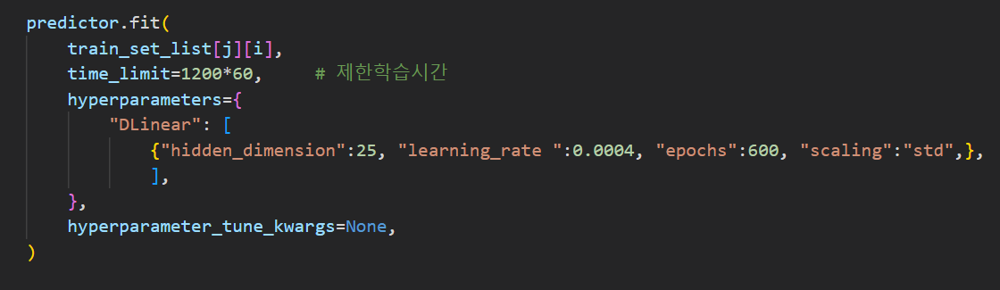 predictor.fit(
    train_set_list[j][i],
    time_limit=1200*60,     # 제한학습시간
    hyperparameters={
        "DLinear": [
            {"hidden_dimension":25, "learning_rate ":0.0004, "epochs":600, "scaling":"std",},
            ],
    },
    hyperparameter_tune_kwargs=None,
)